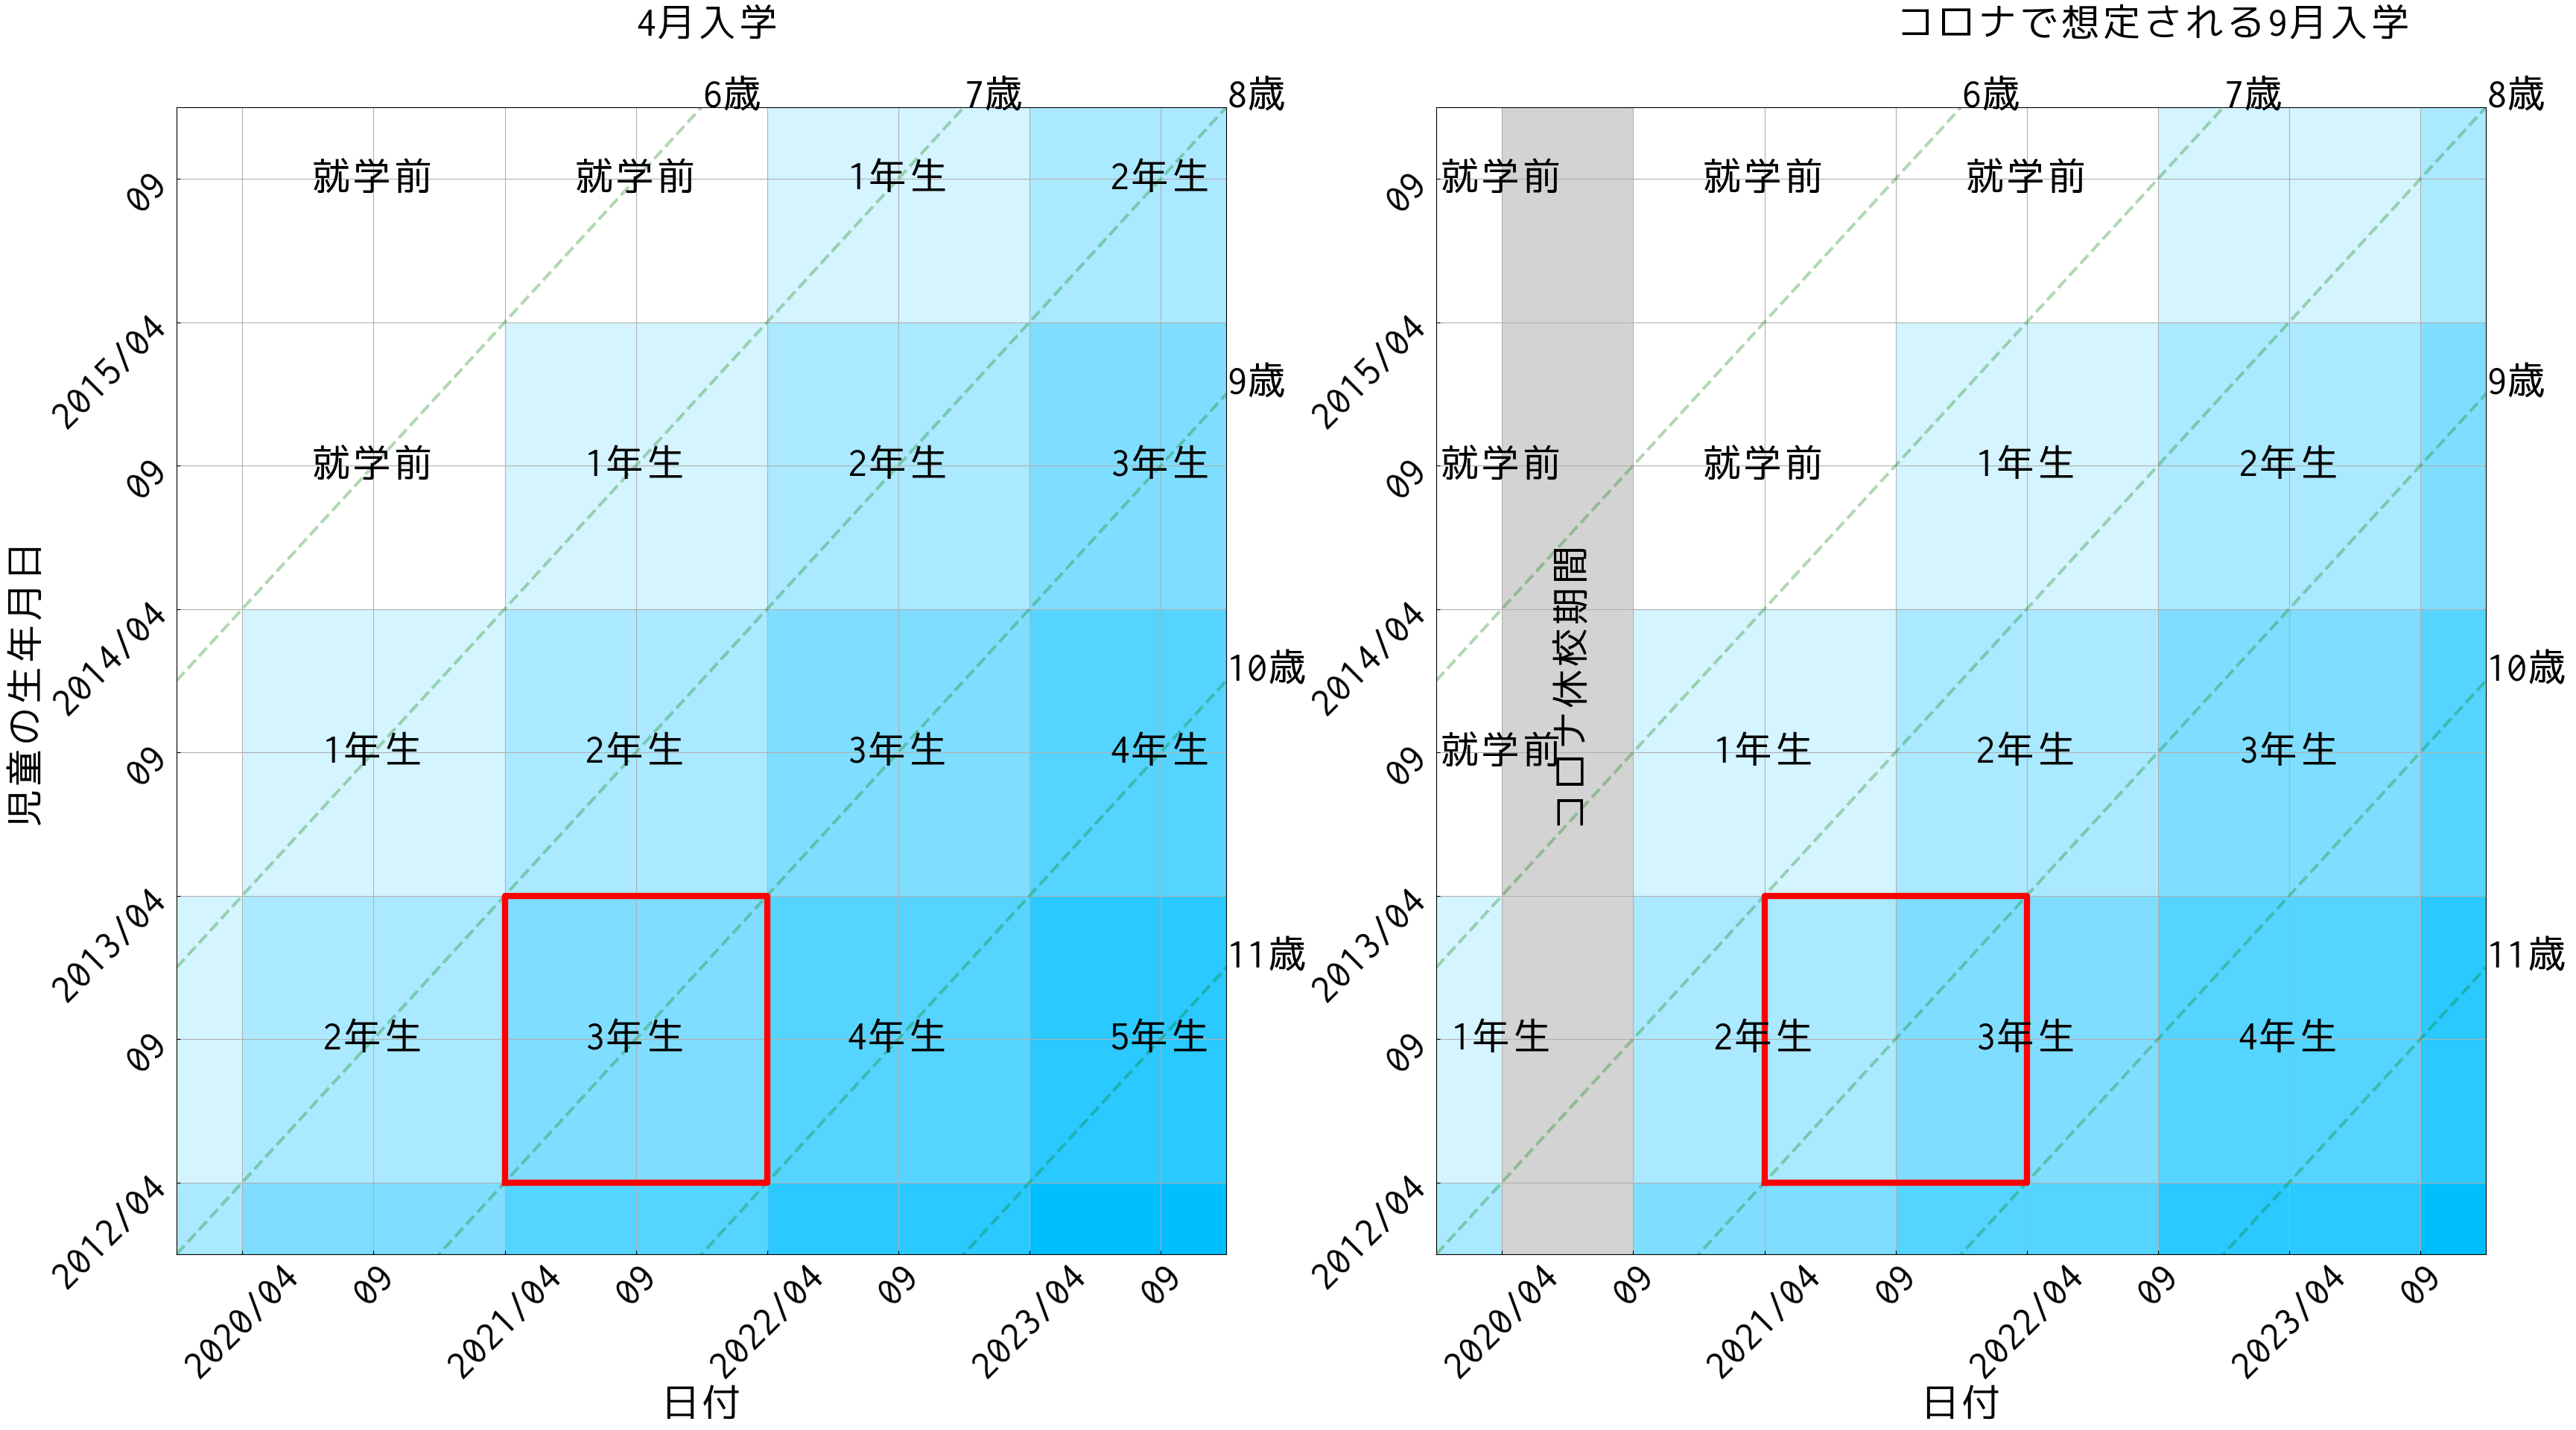 4月入学
6歳
7歳
8歳
09
就学前
就学前
1年生
2年生
2015/04
9歳
09
就学前
1年生
2年生
3年生
2014/04
10歳
09
1年生
2年生
3年生
4年生
2013/04
11歳
09
2年生
3年生
4年生
5年生
2012/04
児童の生年月日
2020/04
09
2021/04
09
2022/04
09
2023/04
09
日付
コロナで想定される9月入学
6歳
7歳
8歳
09
就学前
就学前
就学前
2015/04
9歳
09
就学前
就学前
1年生
2年生
2014/04
10歳
コロナ休校期間
09
就学前
1年生
2年生
3年生
2013/04
11歳
09
1年生
2年生
3年生
4年生
2012/04
2020/04
09
2021/04
09
2022/04
09
2023/04
09
日付